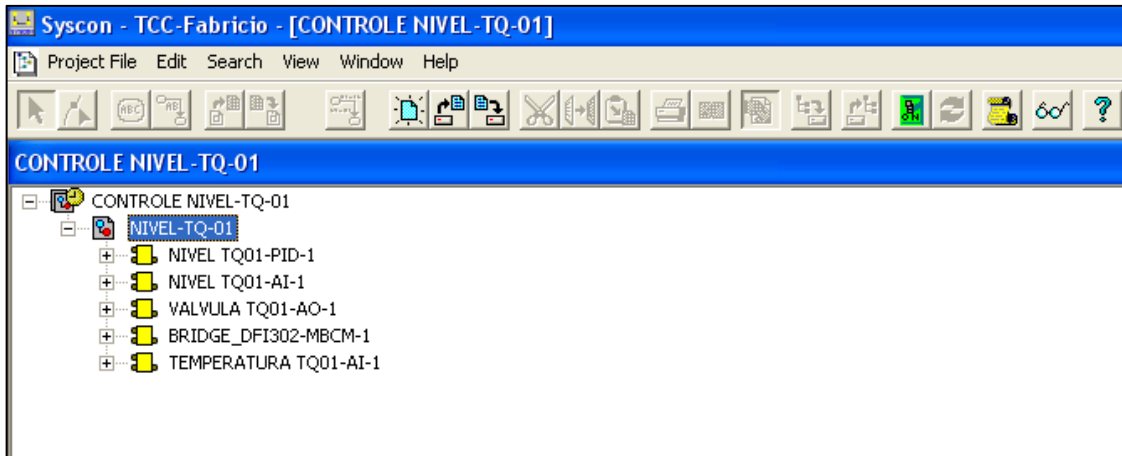 Syscon - TCC-Fabricio - [CONTROLE NIVEL-TQ-01]
Project File Edit Search View Window Help
ABC ABC ?
CONTROLE NIVEL-TQ-01
CONTROLE NIVEL-TQ-01
NIVEL-TQ-01
NIVEL TQ01-PID-1
NIVEL TQ01-AI-1
VALVULA TQ01-AO-1
BRIDGE_DFI302-MBCM-1
TEMPERATURA TQ01-AI-1